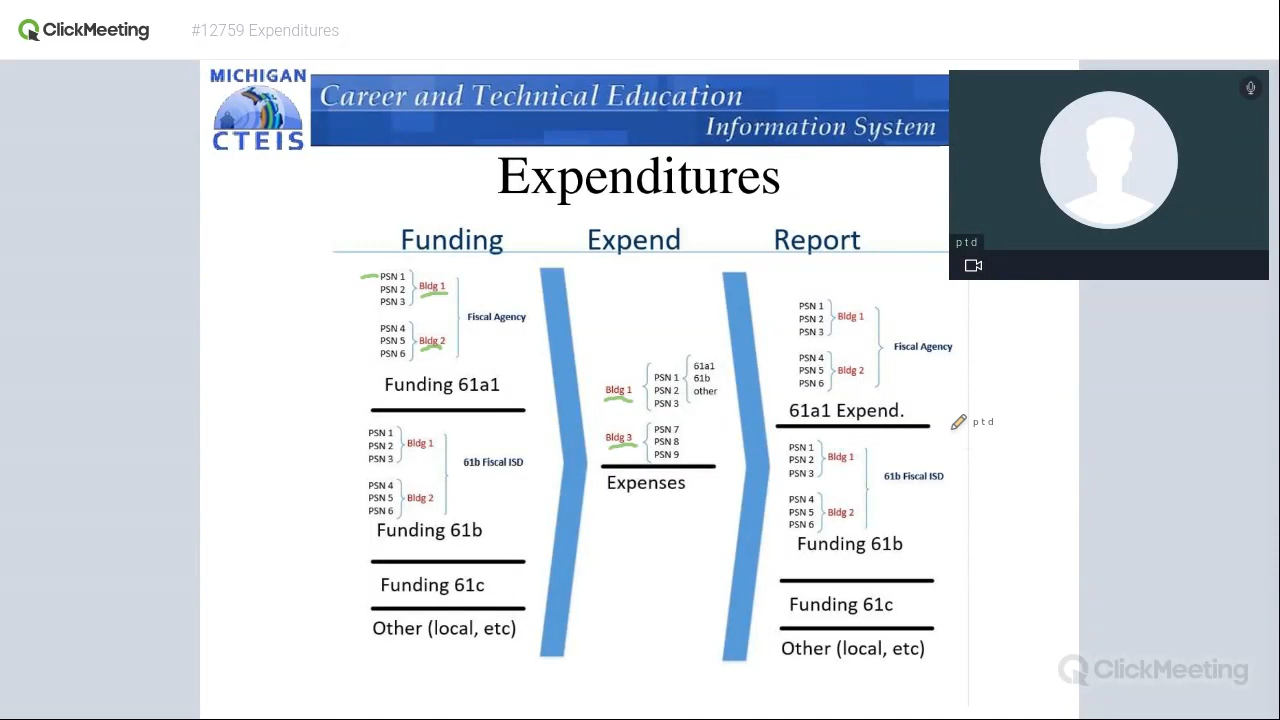 ClickMeeting
#12759 Expenditures
MICHIGAN
CTEIS
Career and Technical Education
Information System
ptd
Expenditures
Funding
Expend
Report
PSN 1
PSN 2
PSN 3
Bldg 1
PSN 4
PSN 5
PSN 6
Bldg 2
Fiscal Agency
Funding 61a1
PSN 1
PSN 2
PSN 3
Bldg 1
PSN 4
PSN 5
PSN 6
Bldg 2
61b Fiscal ISD
Funding 61b
Funding 61c
Other (local, etc)
Bldg 1
PSN 1
PSN 2
PSN 3
61a1
61b
other
Bldg 3
PSN 7
PSN 8
PSN 9
Expenses
PSN 1
PSN 2
PSN 3
Bldg 1
PSN 4
PSN 5
PSN 6
Bldg 2
Fiscal Agency
61a1 Expend.
ptd
PSN 1
PSN 2
PSN 3
Bldg 1
PSN 4
PSN 5
PSN 6
Bldg 2
61b Fiscal ISD
Funding 61b
Funding 61c
Other (local, etc)
ClickMeeting